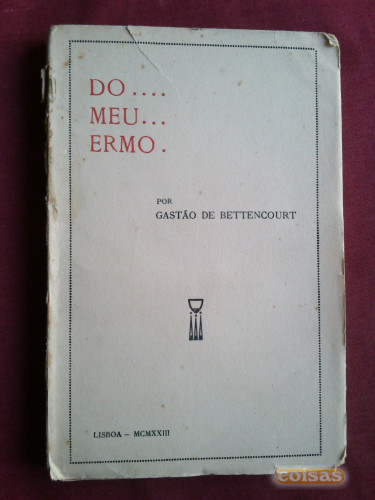 DO....
MEU...
ERMO.
POR
GASTÃO DE BETTENCOURT
LISBOA — MCMXXIII
coisas